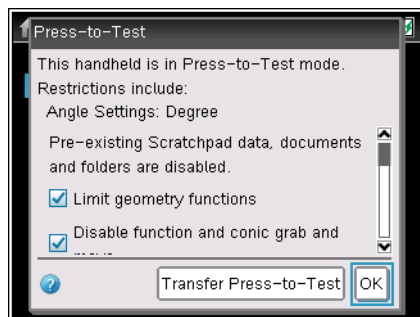 Press-to-Test
This handheld is in Press-to-Test mode.
Restrictions include:
Angle Settings: Degree
Pre-existing Scratchpad data, documents
and folders are disabled.
Limit geometry functions
Disable function and conic grab and
Transfer Press-to-Test OK